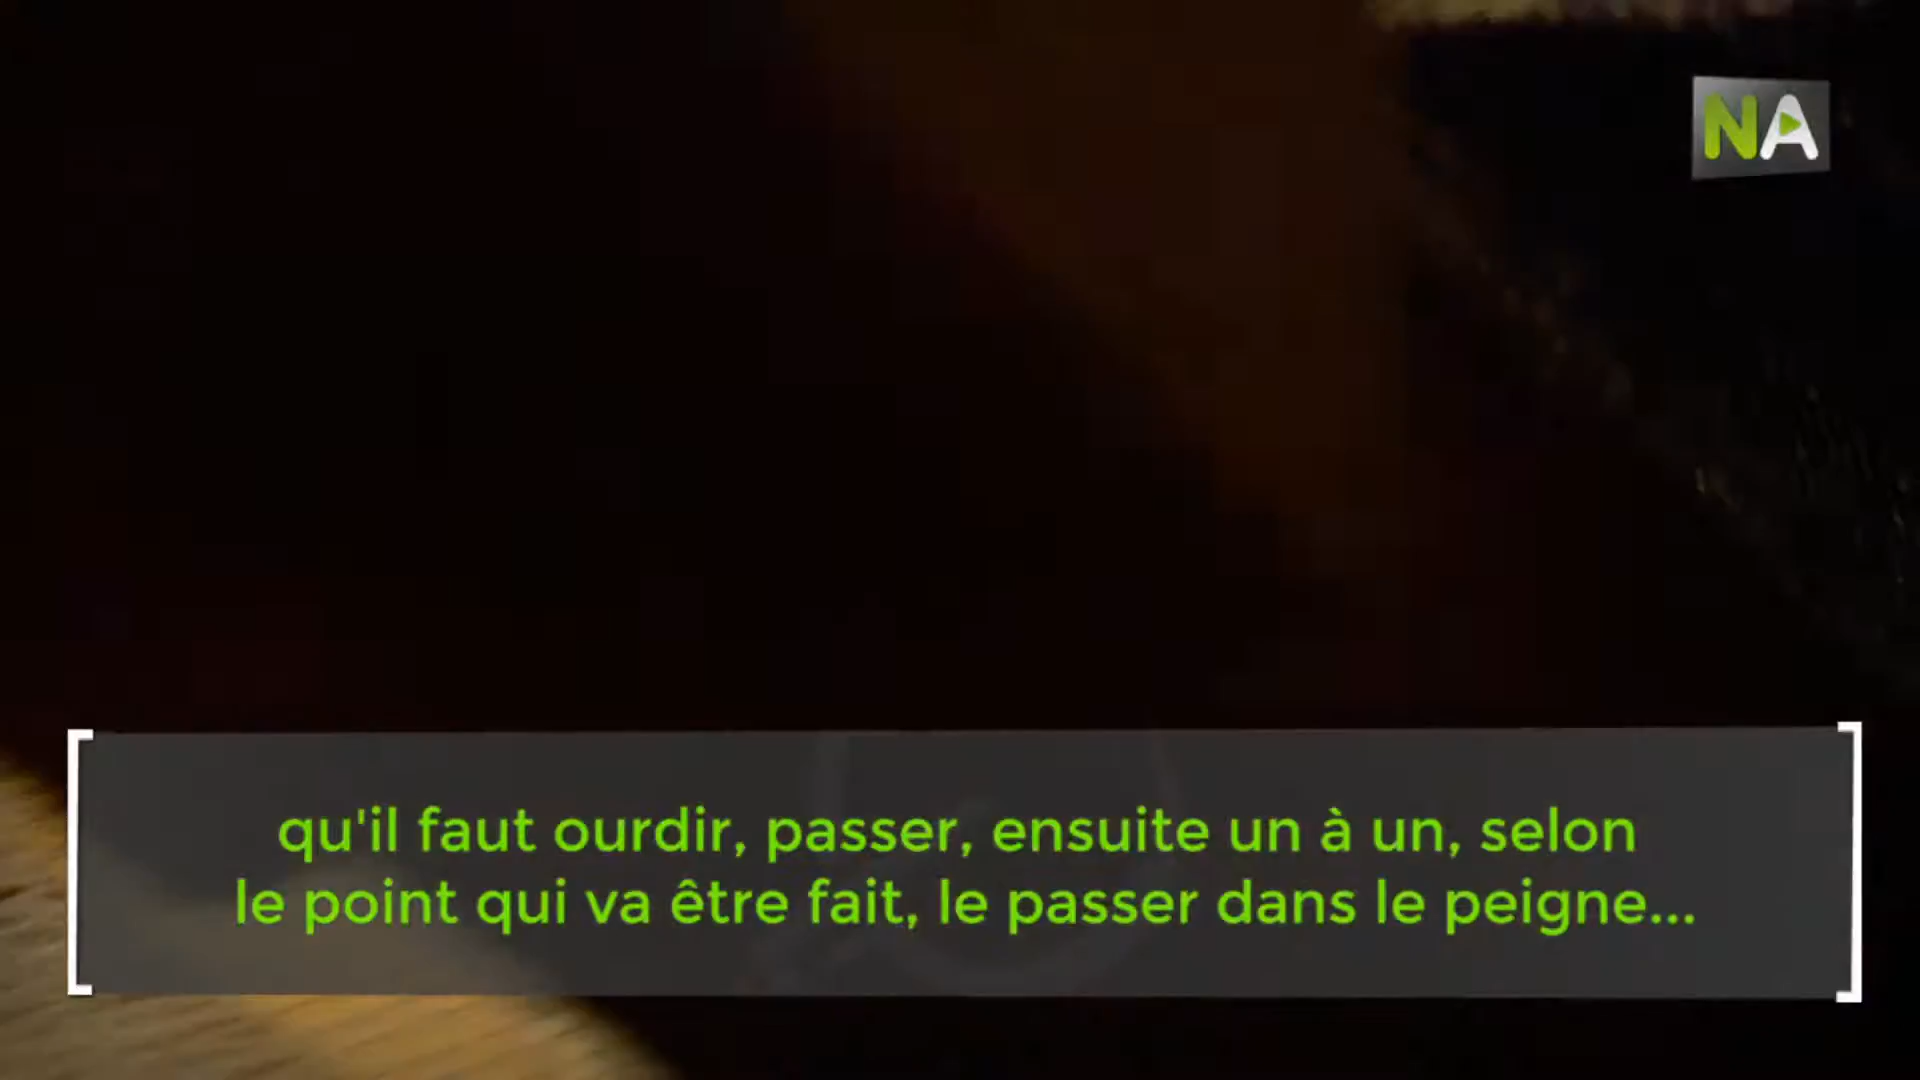 NA
qu'il faut ourdir, passer, ensuite un à un, selon
le point qui va être fait, le passer dans le peigne...